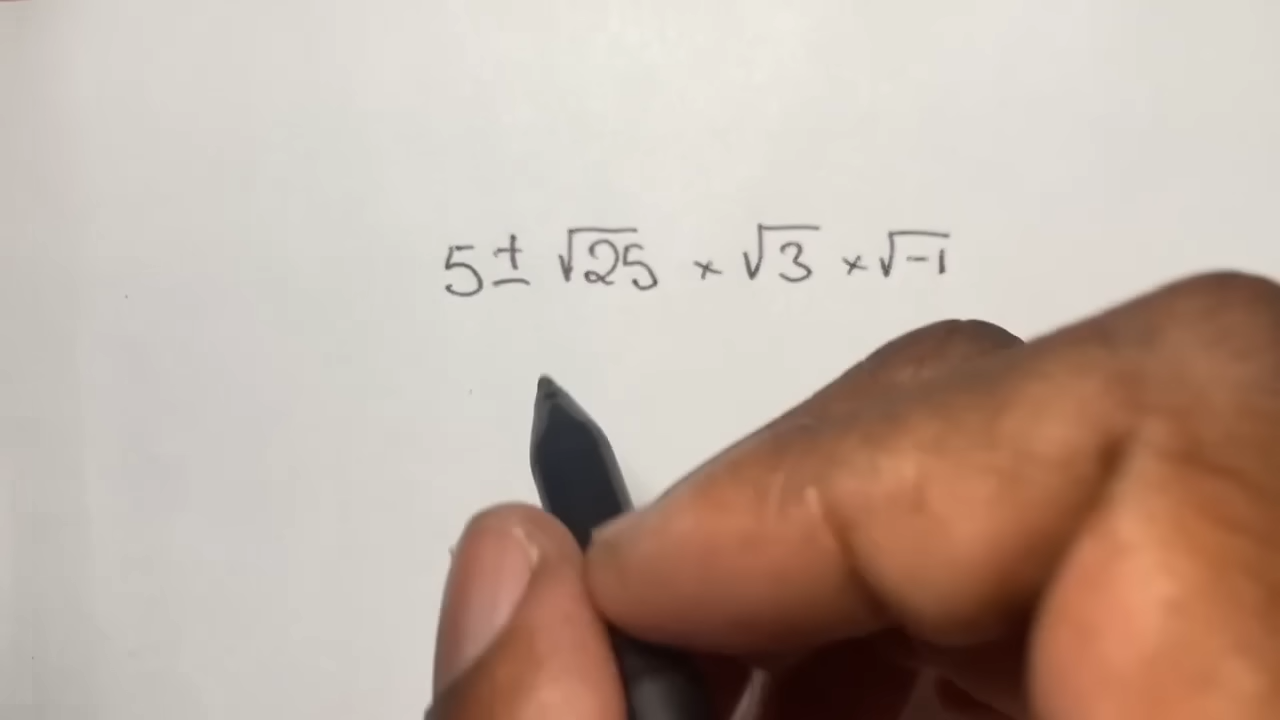 5 ± √25 × √3 × √-1